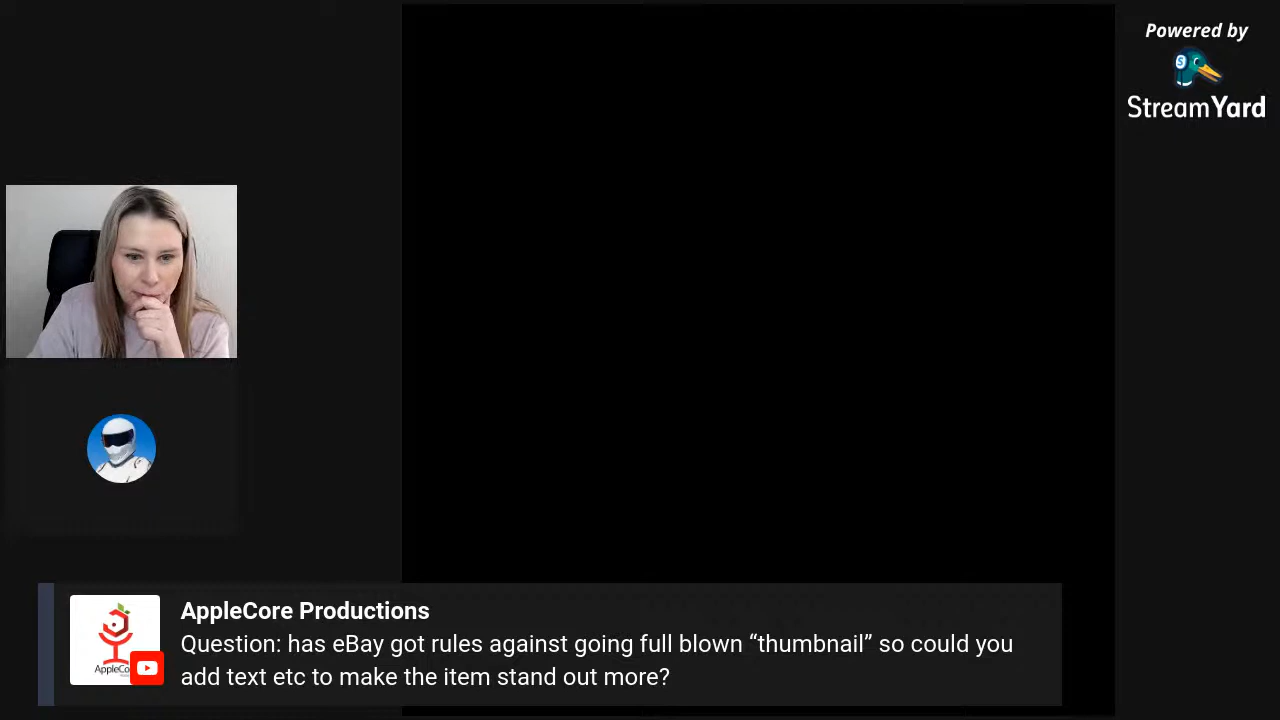 Powered by
StreamYard
AppleCore Productions
Question: has eBay got rules against going full blown “thumbnail” so could you
add text etc to make the item stand out more?